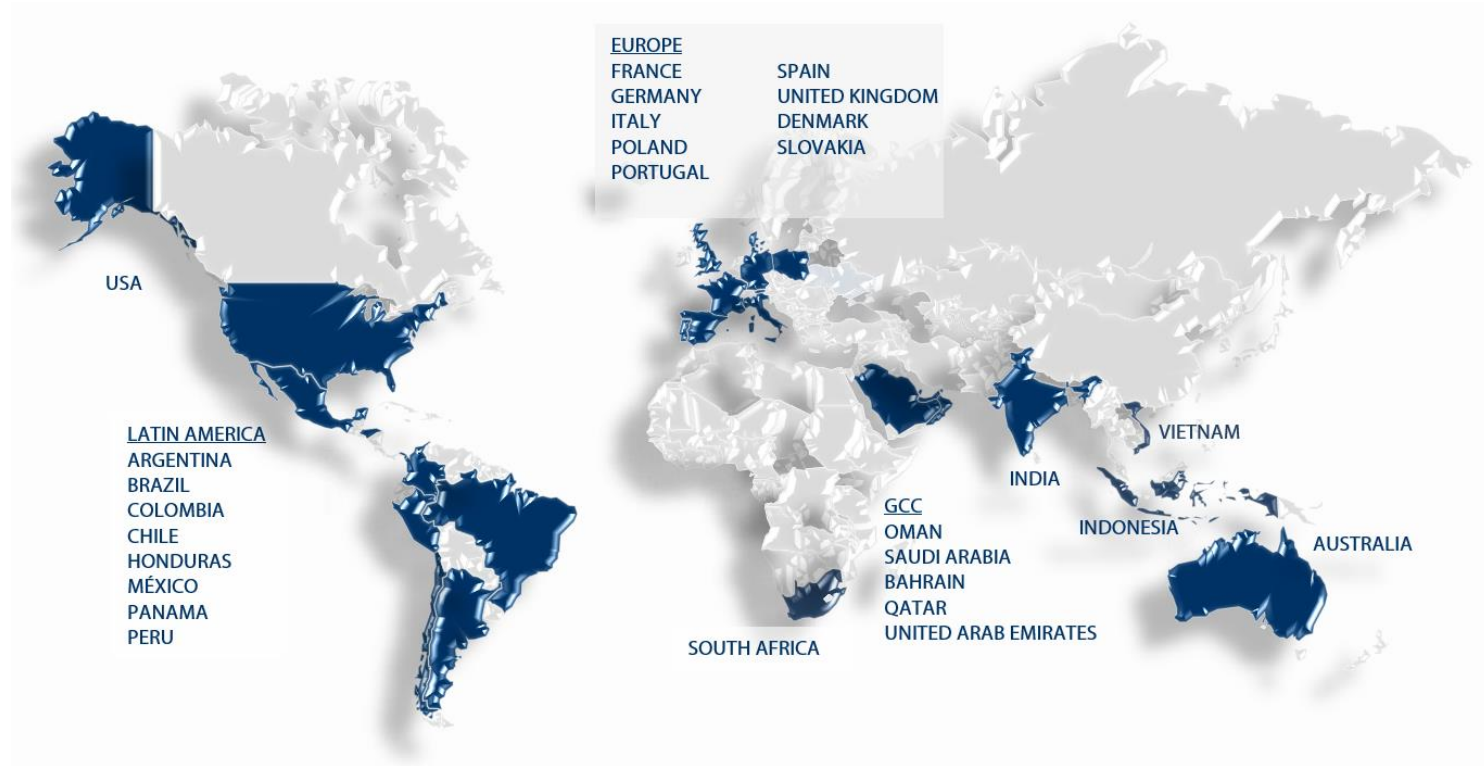 EUROPE
FRANCE
GERMANY
ITALY
POLAND
PORTUGAL
SPAIN
UNITED KINGDOM
DENMARK
SLOVAKIA
USA
LATIN AMERICA
ARGENTINA
BRAZIL
COLOMBIA
CHILE
HONDURAS
MÉXICO
PANAMA
PERU
SOUTH AFRICA
GCC
OMAN
SAUDI ARABIA
BAHRAIN
QATAR
UNITED ARAB EMIRATES
INDIA
VIETNAM
INDONESIA
AUSTRALIA